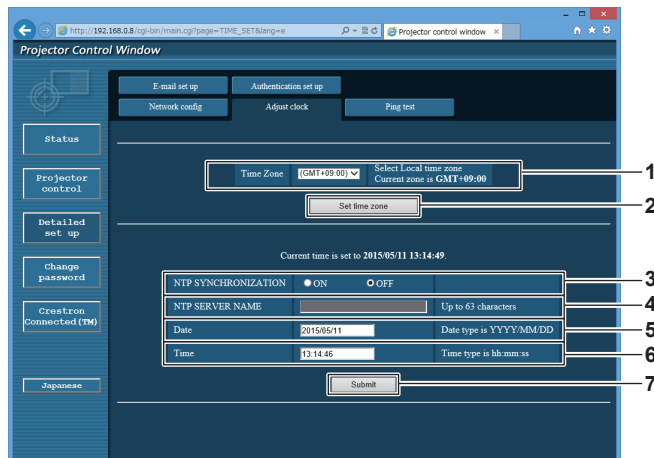 http://192.168.0.8/cgi-bin/main.cgi?page=TIME_SET&lang=e
Projector control window
Projector Control Window
E-mail set up
Authentication set up
Network config
Adjust clock
Ping test
Status
Projector
control
Detailed
set up
Change
password
Crestron
Connected(TM)
Japanese
Time Zone (GMT+09:00) Select Local time zone
Current zone is GMT+09:00
1
Set time zone
2
Current time is set to 2015/05/11 13:14:49.
NTP SYNCHRONIZATION ON OFF
3
NTP SERVER NAME Up to 63 characters
4
Date 2015/05/11 Date type is YYYY/MM/DD
5
Time 13:14:46 Time type is hh:mm:ss
6
Submit
7